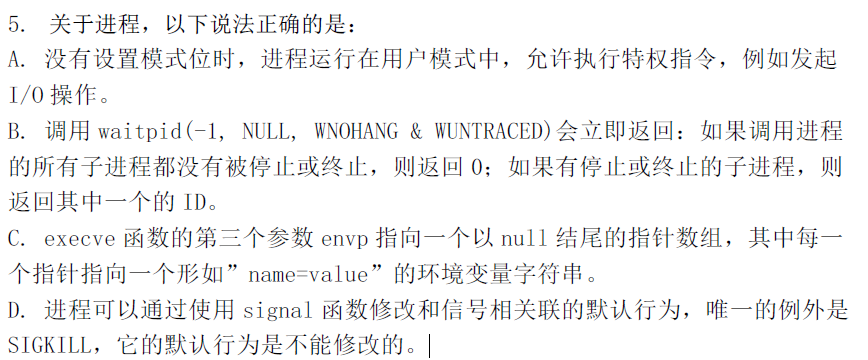 5. 关于进程，以下说法正确的是：
A. 没有设置模式位时，进程运行在用户模式中，允许执行特权指令，例如发起
I/O 操作。
B. 调用 waitpid(-1, NULL, WNOHANG & WUNTRACED)会立即返回：如果调用进程
的所有子进程都没有被停止或终止，则返回 0；如果有停止或终止的子进程，则
返回其中一个的 ID。
C. execve 函数的第三个参数 envp 指向一个以 null 结尾的指针数组，其中每一
个指针指向一个形如”name=value”的环境变量字符串。
D. 进程可以通过使用 signal 函数修改和信号相关联的默认行为，唯一的例外是
SIGKILL，它的默认行为是不能修改的。